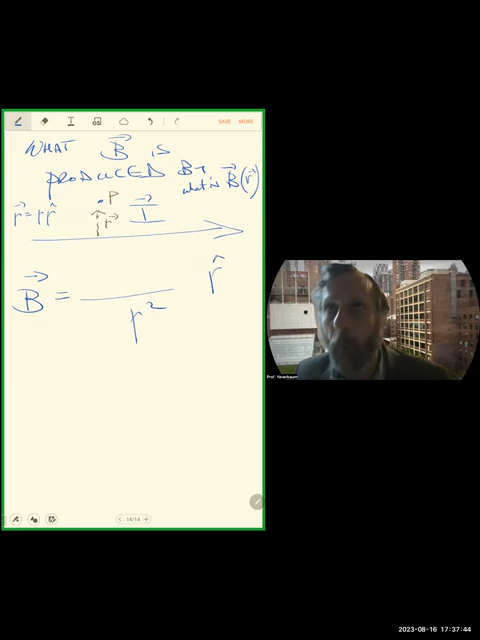 SAVE MORE
WHAT B⃗ IS
PRODUCED BY
what is B⃗(r⃗)
r⃗ = r r̂
P
r⃗
I⃗
B⃗ = ――― r̂
r²
14/14
Prof. Yaverbaum
2023-08-16 17:37:44